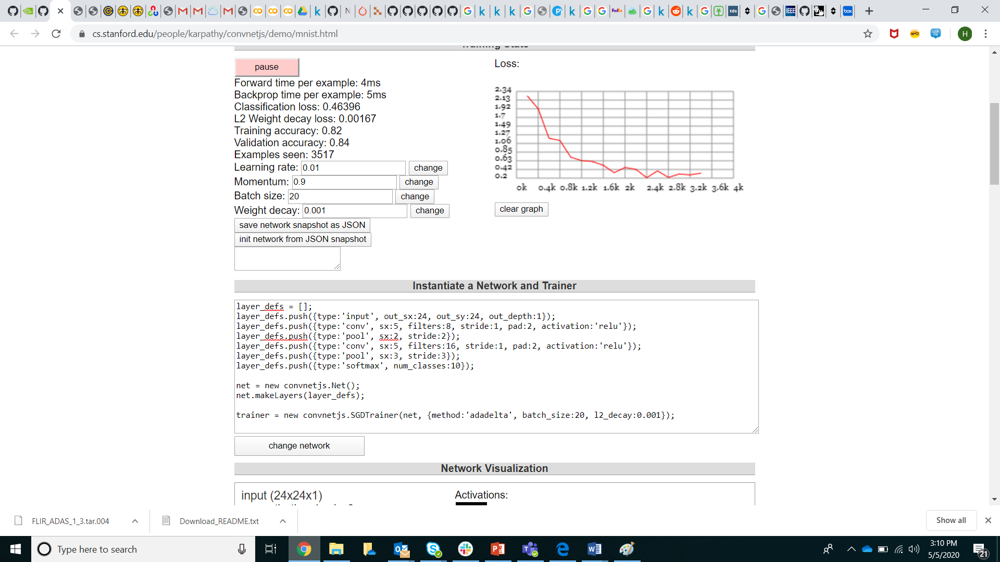 cs.stanford.edu/people/karpathy/convnetjs/demo/mnist.html
H
Training Stats
pause
Forward time per example: 4ms
Backprop time per example: 5ms
Classification loss: 0.46396
L2 Weight decay loss: 0.00167
Training accuracy: 0.82
Validation accuracy: 0.84
Examples seen: 3517
Learning rate: 0.01 change
Momentum: 0.9 change
Batch size: 20 change
Weight decay: 0.001 change
save network snapshot as JSON
init network from JSON snapshot
Loss:
2.34
2.13
1.92
1.7
1.49
1.27
1.06
0.85
0.63
0.42
0.2
0k 0.4k 0.8k 1.2k 1.6k 2k 2.4k 2.8k 3.2k 3.6k 4k
clear graph
Instantiate a Network and Trainer
layer_defs = [];
layer_defs.push({type:'input', out_sx:24, out_sy:24, out_depth:1});
layer_defs.push({type:'conv', sx:5, filters:8, stride:1, pad:2, activation:'relu'});
layer_defs.push({type:'pool', sx:2, stride:2});
layer_defs.push({type:'conv', sx:5, filters:16, stride:1, pad:2, activation:'relu'});
layer_defs.push({type:'pool', sx:3, stride:3});
layer_defs.push({type:'softmax', num_classes:10});
net = new convnetjs.Net();
net.makeLayers(layer_defs);
trainer = new convnetjs.SGDTrainer(net, {method:'adadelta', batch_size:20, l2_decay:0.001});
change network
Network Visualization
input (24x24x1)
Activations:
FLIR_ADAS_1_3.tar.004
Download_README.txt
Show all
Type here to search
3:10 PM
5/5/2020
21